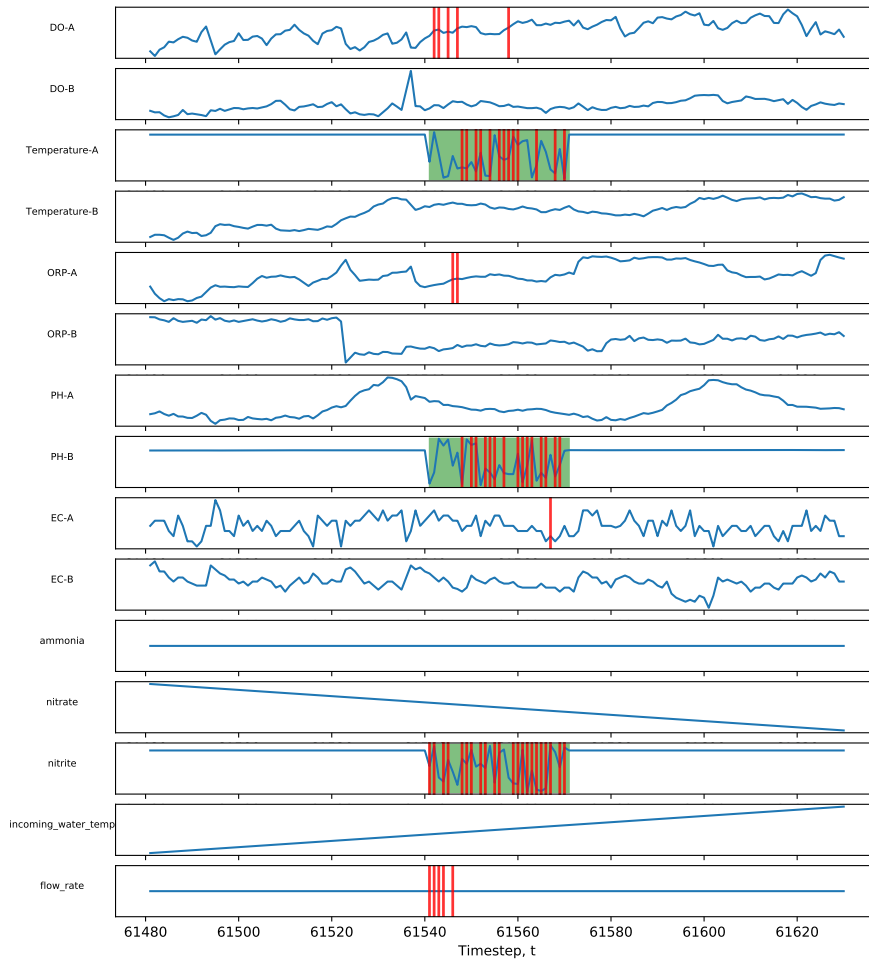 DO-A
DO-B
Temperature-A
Temperature-B
ORP-A
ORP-B
PH-A
PH-B
EC-A
EC-B
ammonia
nitrate
nitrite
incoming_water_temp
flow_rate
61480 61500 61520 61540 61560 61580 61600 61620
Timestep, t